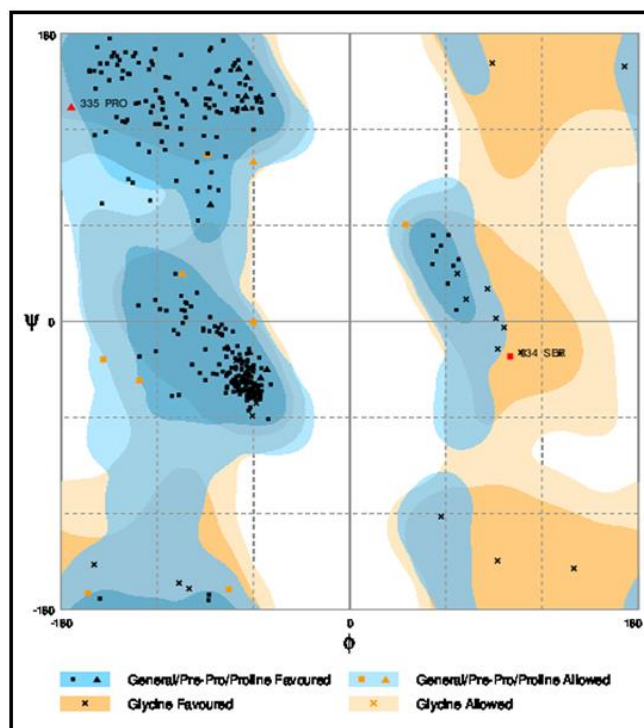 180
335 PRO
Ψ
0
334 SER
-180
-180
0
180
Φ
General/Pre-Pro/Proline Favoured
General/Pre-Pro/Proline Allowed
Glycine Favoured
Glycine Allowed